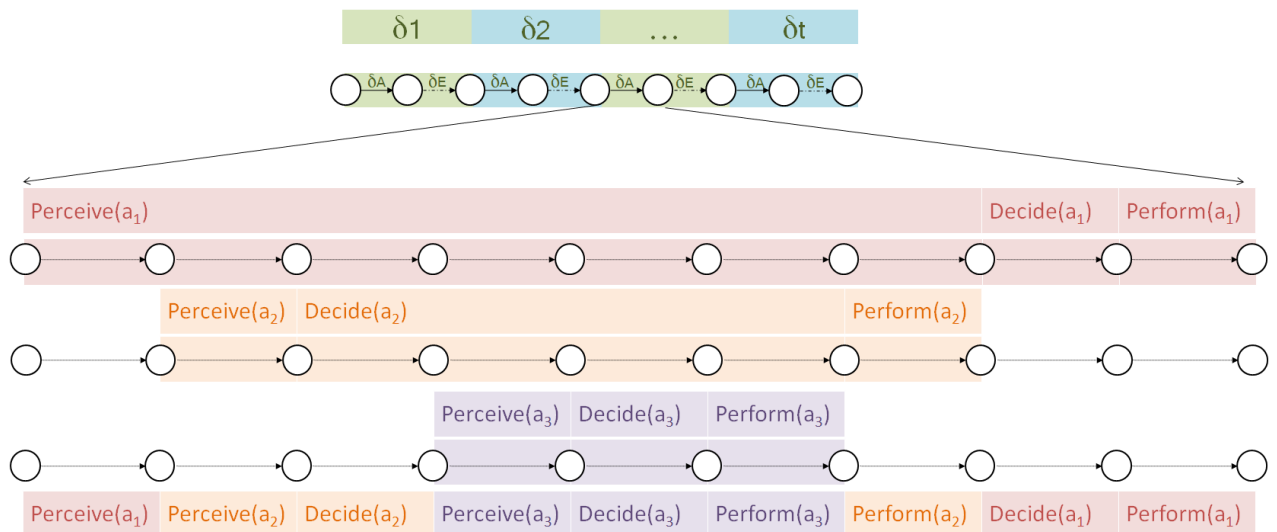 δ1 δ2 ... δt
δA δE δA δE δA δE δA δE
Perceive(a₁) Decide(a₁) Perform(a₁)
Perceive(a₂) Decide(a₂) Perform(a₂)
Perceive(a₃) Decide(a₃) Perform(a₃)
Perceive(a₁) Perceive(a₂) Decide(a₂) Perceive(a₃) Decide(a₃) Perform(a₃) Perform(a₂) Decide(a₁) Perform(a₁)